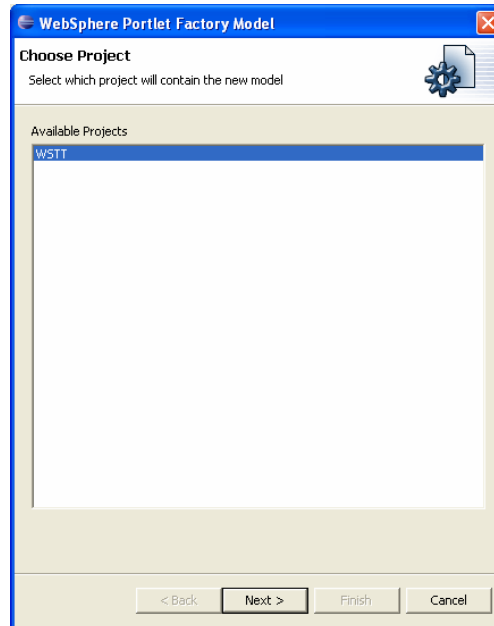 WebSphere Portlet Factory Model
Choose Project
Select which project will contain the new model
Available Projects
WSTT
< Back Next > Finish Cancel